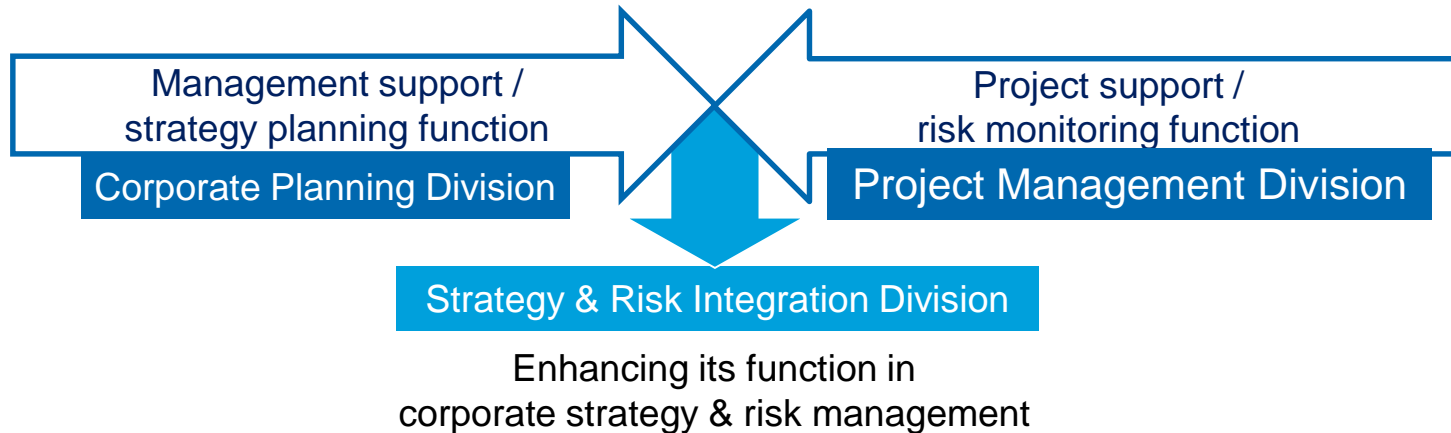 Management support /
strategy planning function
Corporate Planning Division
Project support /
risk monitoring function
Project Management Division
Strategy & Risk Integration Division
Enhancing its function in
corporate strategy & risk management